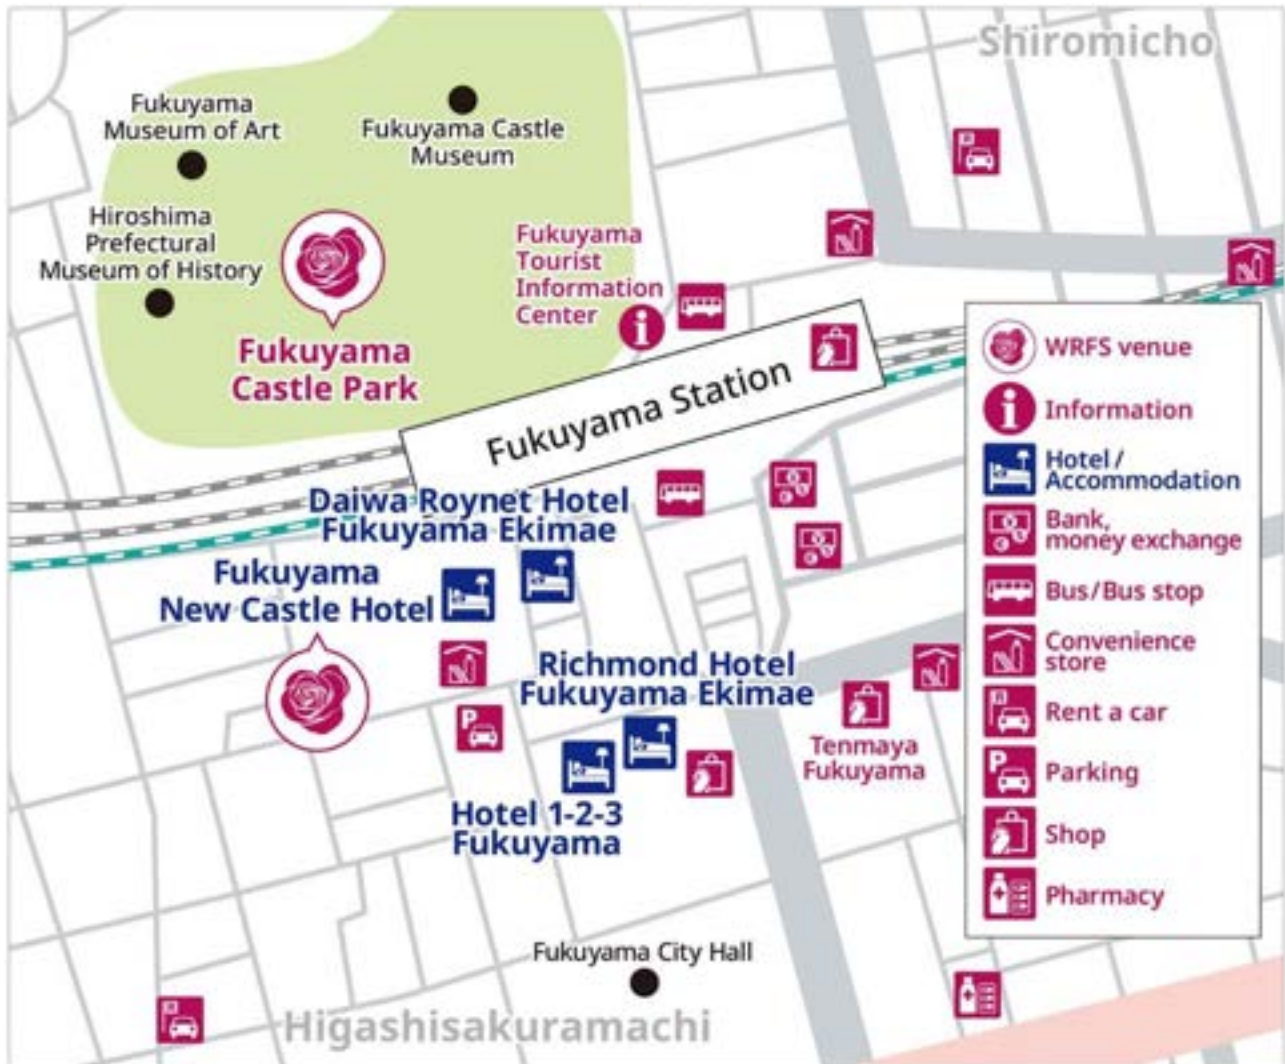 Shiromicho
Fukuyama
Museum of Art
Fukuyama Castle
Museum
Hiroshima
Prefectural
Museum of History
Fukuyama
Tourist
Information
Center
Fukuyama
Castle Park
Fukuyama Station
Daiwa Roynet Hotel
Fukuyama Ekimae
Fukuyama
New Castle Hotel
Richmond Hotel
Fukuyama Ekimae
P
Tenmaya
Fukuyama
Hotel 1-2-3
Fukuyama
Fukuyama City Hall
Higashisakuramachi
WRFS venue
i
Information
Hotel /
Accommodation
Bank,
money exchange
Bus/Bus stop
Convenience
store
Rent a car
P
Parking
Shop
Pharmacy